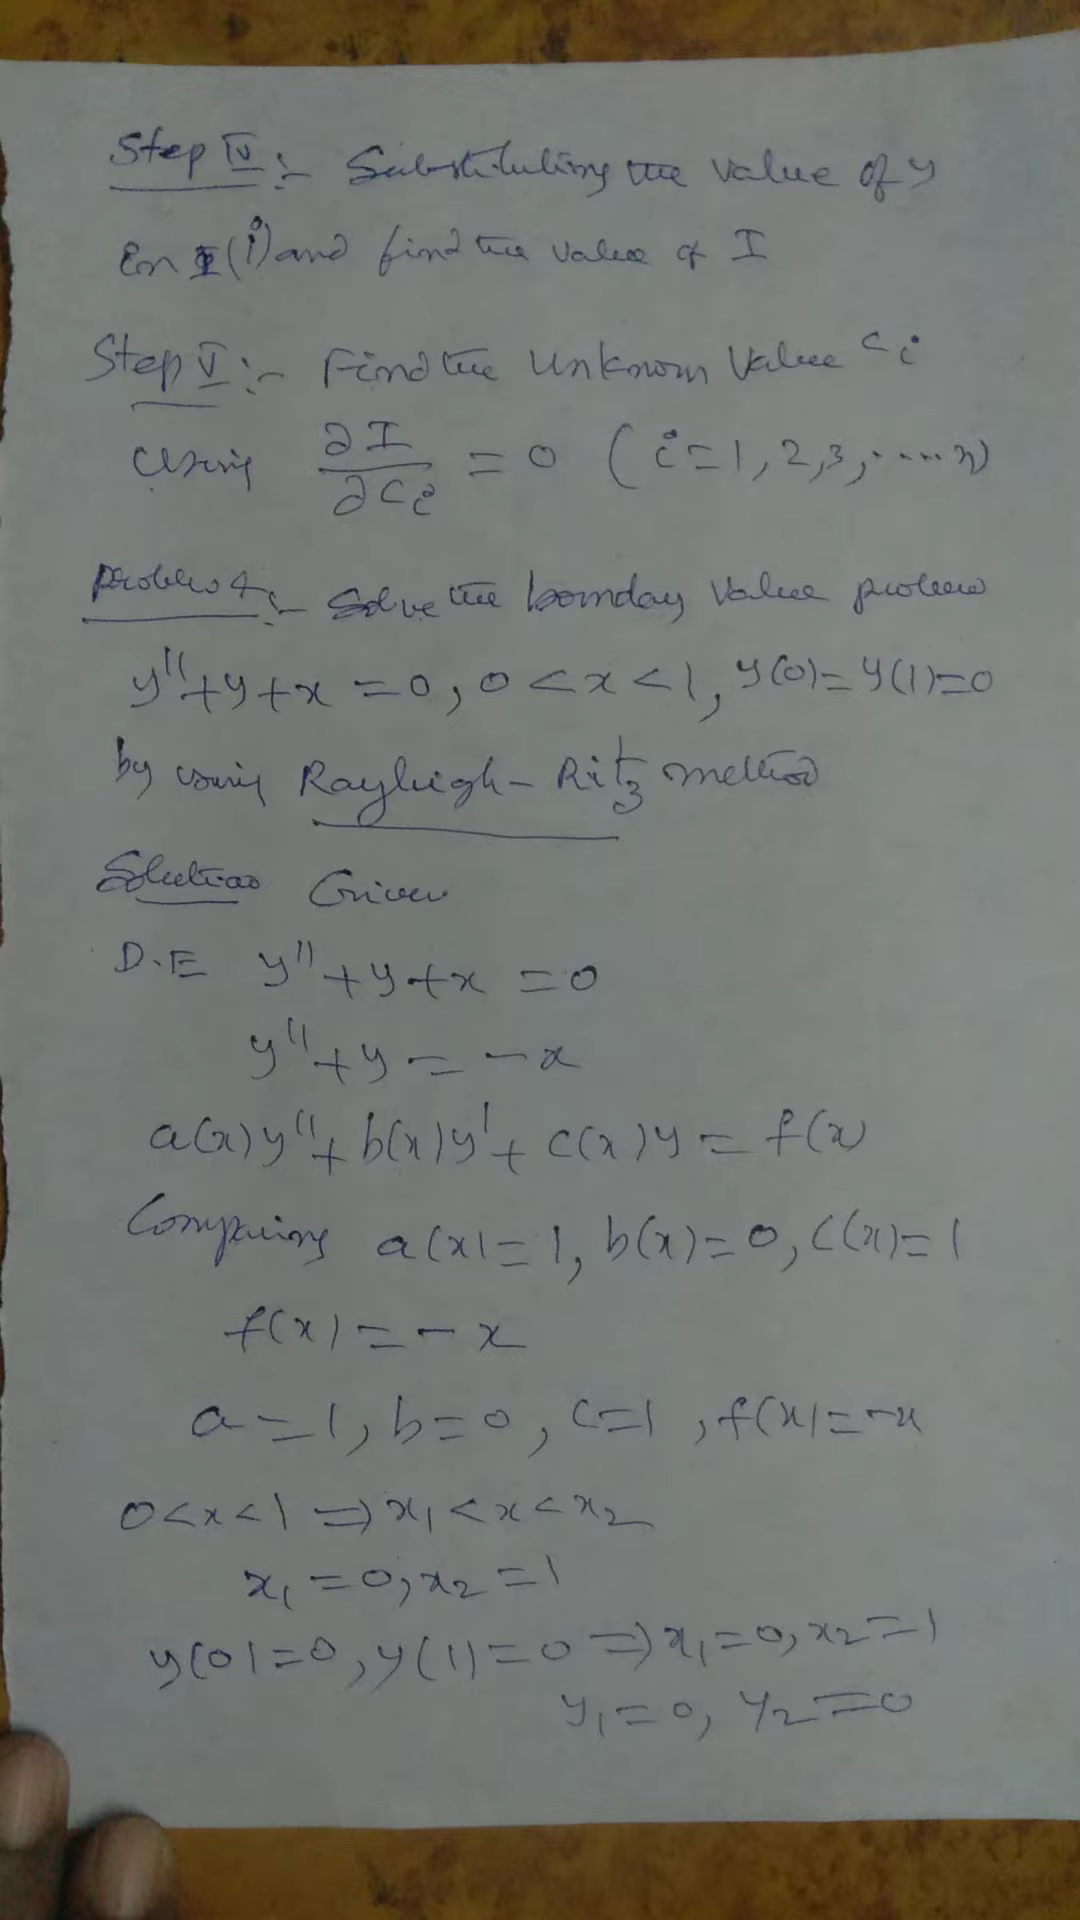 Step IV :- Substituting the value of y
in I (i) and find the value of I
Step V :- Find the Unknown Value ci
Using ∂I/∂ci = 0 ( i=1, 2, 3, ..... n)
problem :- Solve the bounday value problem
y''+y+x = 0, 0 < x < 1, y(0)=y(1)=0
by using Rayleigh - Ritz method
Solution Given
D.E y''+y+x = 0
y''+y = -x
a(x)y''+ b(x)y'+ c(x)y = f(x)
Comparing a(x)=1, b(x)=0, c(x)=1
f(x) = -x
a=1, b=0, c=1, f(x)=-x
0<x<1 ⇒ x1 < x < x2
x1 = 0, x2 = 1
y(0)=0, y(1)=0 ⇒ x1=0, x2=1
y1=0, y2=0